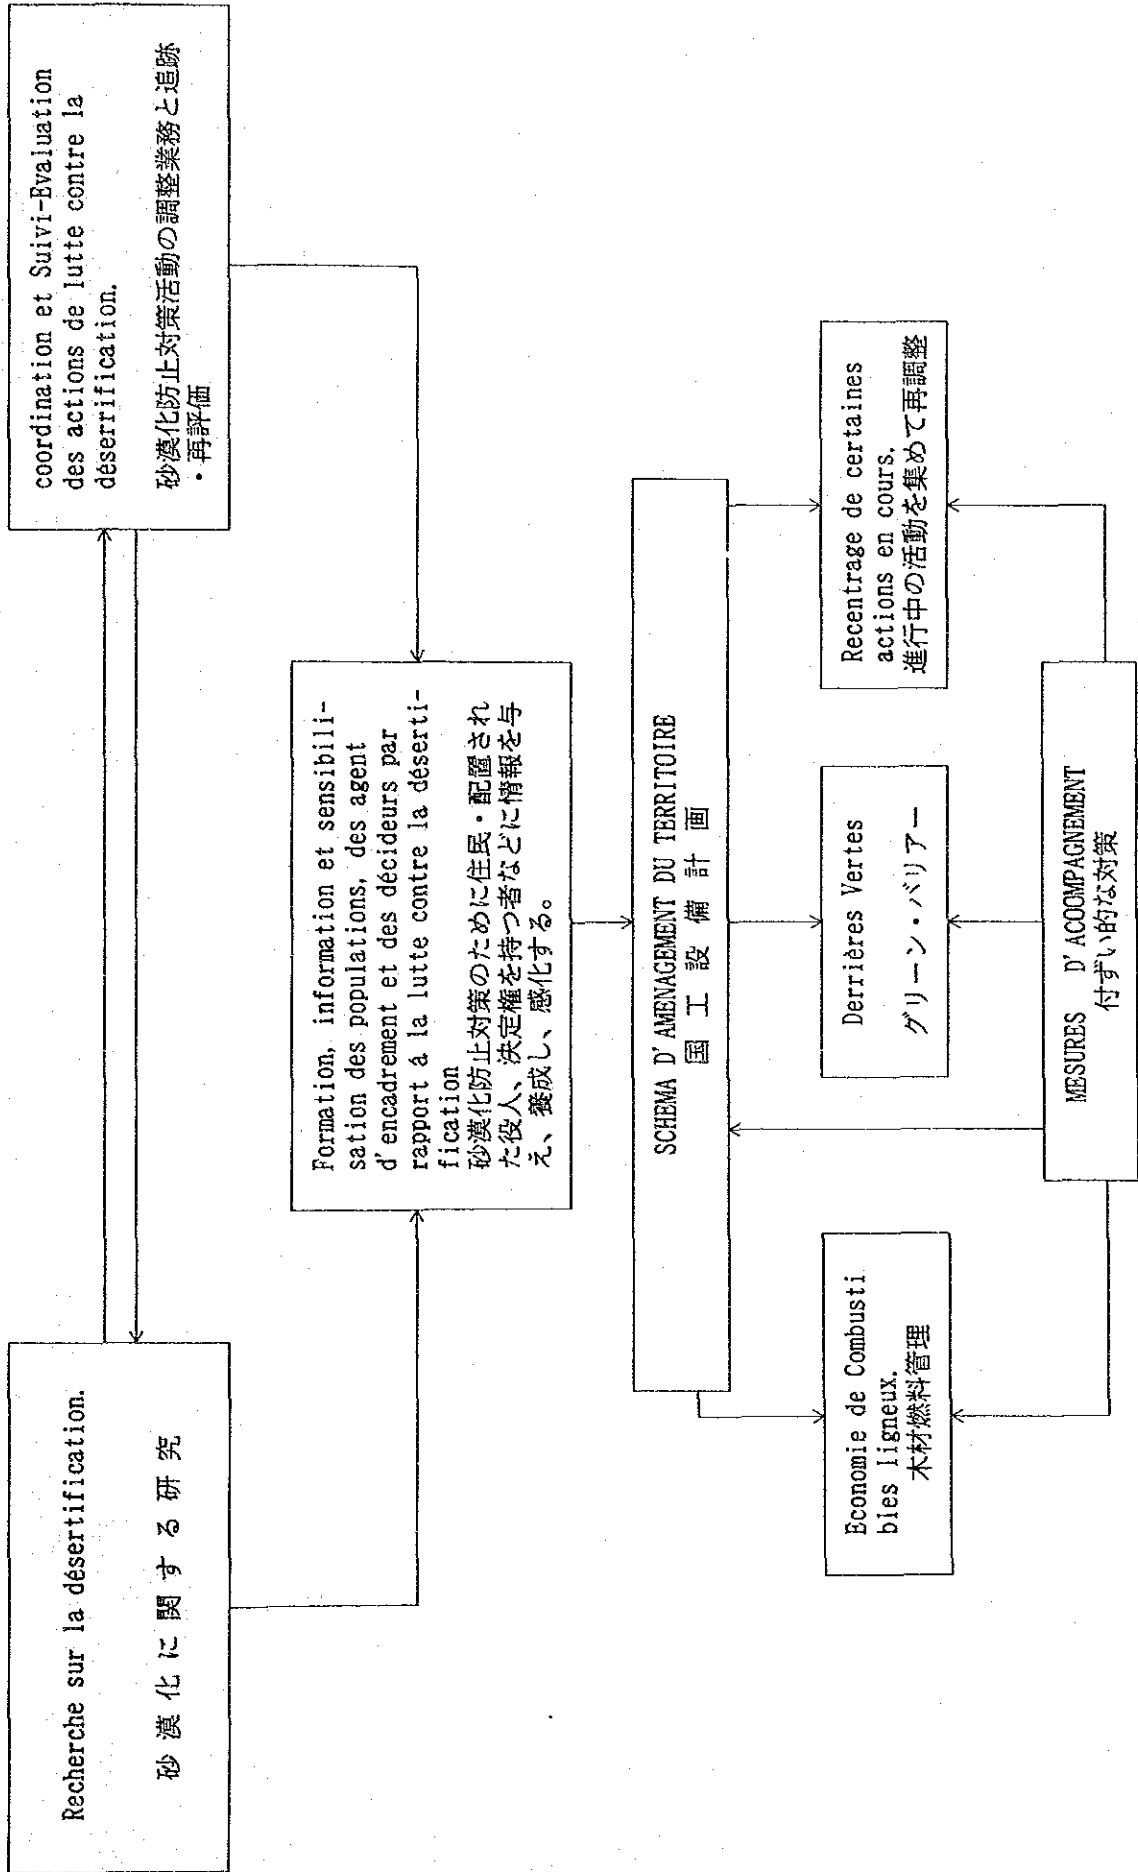 Recherche sur la désertification.
砂漠化に関する研究
coordination et Suivi-Evaluation
des actions de lutte contre la
déserrification.
砂漠化防止対策活動の調整業務と追跡
・再評価
Formation, information et sensibili-
sation des populations, des agent
d'encadrement et des décideurs par
rapport á la lutte contre la déserti-
fication
砂漠化防止対策のために住民・配置され
た役人、決定権を持つ者などに情報を与
え、養成し、感化する。
SCHEMA D'AMENAGEMENT DU TERRITOIRE
国工設備計画
Economie de Combusti
bies ligneux.
木材燃料管理
Derrières Vertes
グリーン・バリアー
Recentrage de certaines
actions en cours.
進行中の活動を集めて再調整
MESURES D'ACOOMPAGNEMENT
付ずい的な対策